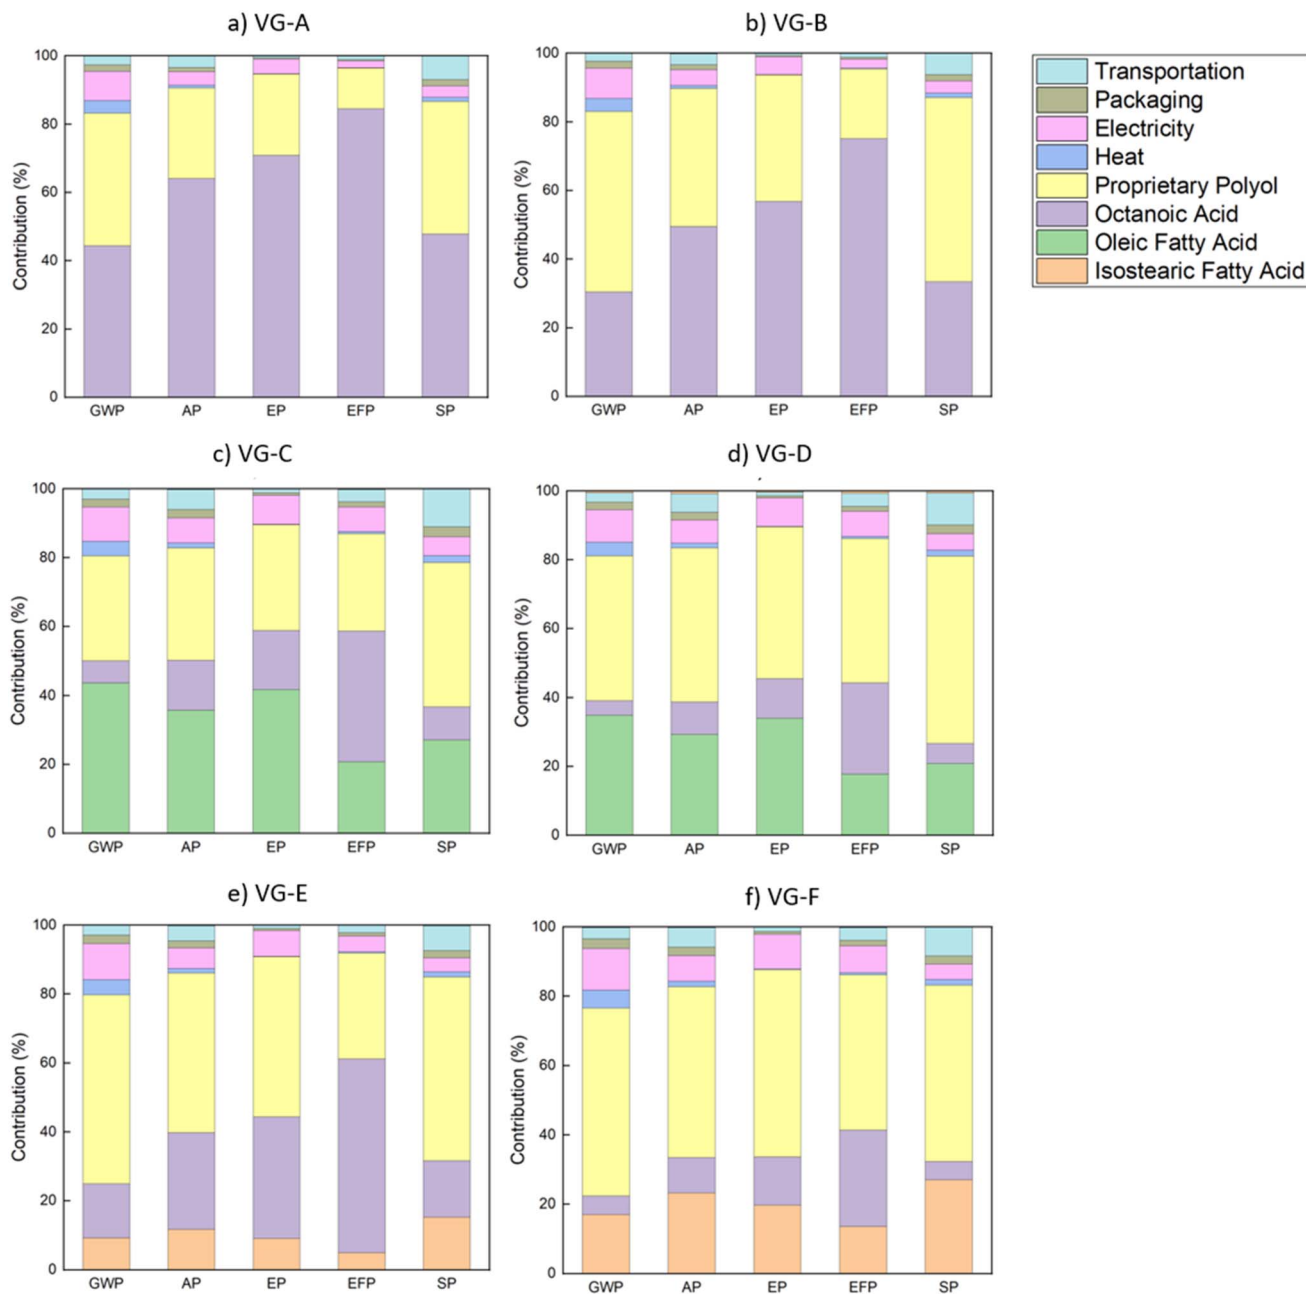 a) VG-A
Contribution (%)
100
80
60
40
20
0
GWP AP EP EFP SP
b) VG-B
Contribution (%)
100
80
60
40
20
0
GWP AP EP EFP SP
Transportation
Packaging
Electricity
Heat
Proprietary Polyol
Octanoic Acid
Oleic Fatty Acid
Isostearic Fatty Acid
c) VG-C
Contribution (%)
100
80
60
40
20
0
GWP AP EP EFP SP
d) VG-D
Contribution (%)
100
80
60
40
20
0
GWP AP EP EFP SP
e) VG-E
Contribution (%)
100
80
60
40
20
0
GWP AP EP EFP SP
f) VG-F
Contribution (%)
100
80
60
40
20
0
GWP AP EP EFP SP